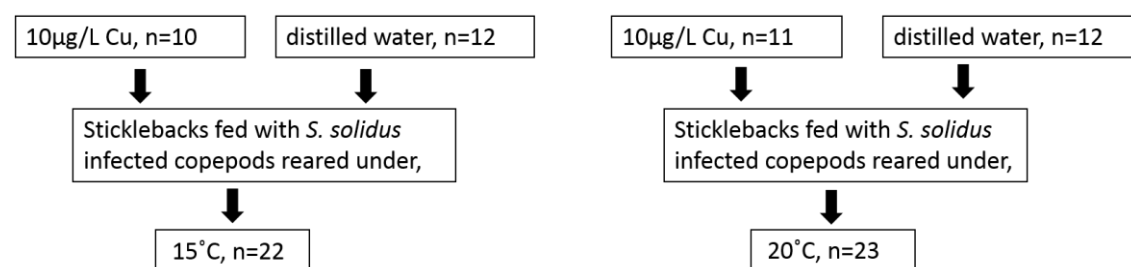 10µg/L Cu, n=10
distilled water, n=12
Sticklebacks fed with S. solidus
infected copepods reared under,
15˚C, n=22
10µg/L Cu, n=11
distilled water, n=12
Sticklebacks fed with S. solidus
infected copepods reared under,
20˚C, n=23